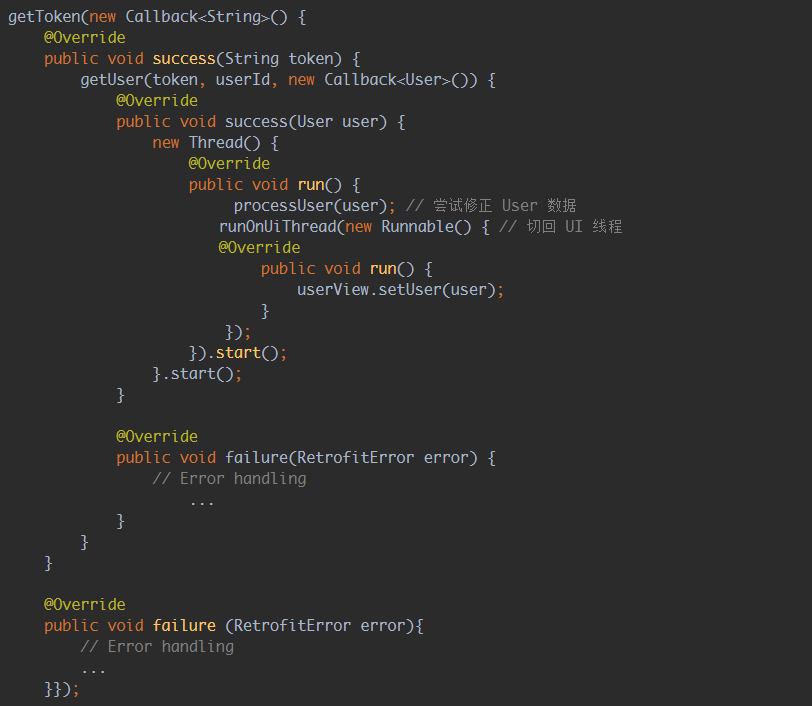 getToken(new Callback<String>() {
    @Override
    public void success(String token) {
        getUser(token, userId, new Callback<User>()) {
            @Override
            public void success(User user) {
                new Thread() {
                    @Override
                    public void run() {
                         processUser(user); // 尝试修正 User 数据
                       runOnUiThread(new Runnable() { // 切回 UI 线程
                       @Override
                            public void run() {
                                userView.setUser(user);
                            }
                        });
                    }).start();
                }.start();
            }

            @Override
            public void failure(RetrofitError error) {
                // Error handling
                    ...
            }
        }
    }

    @Override
    public void failure (RetrofitError error){
        // Error handling
        ...
    }});